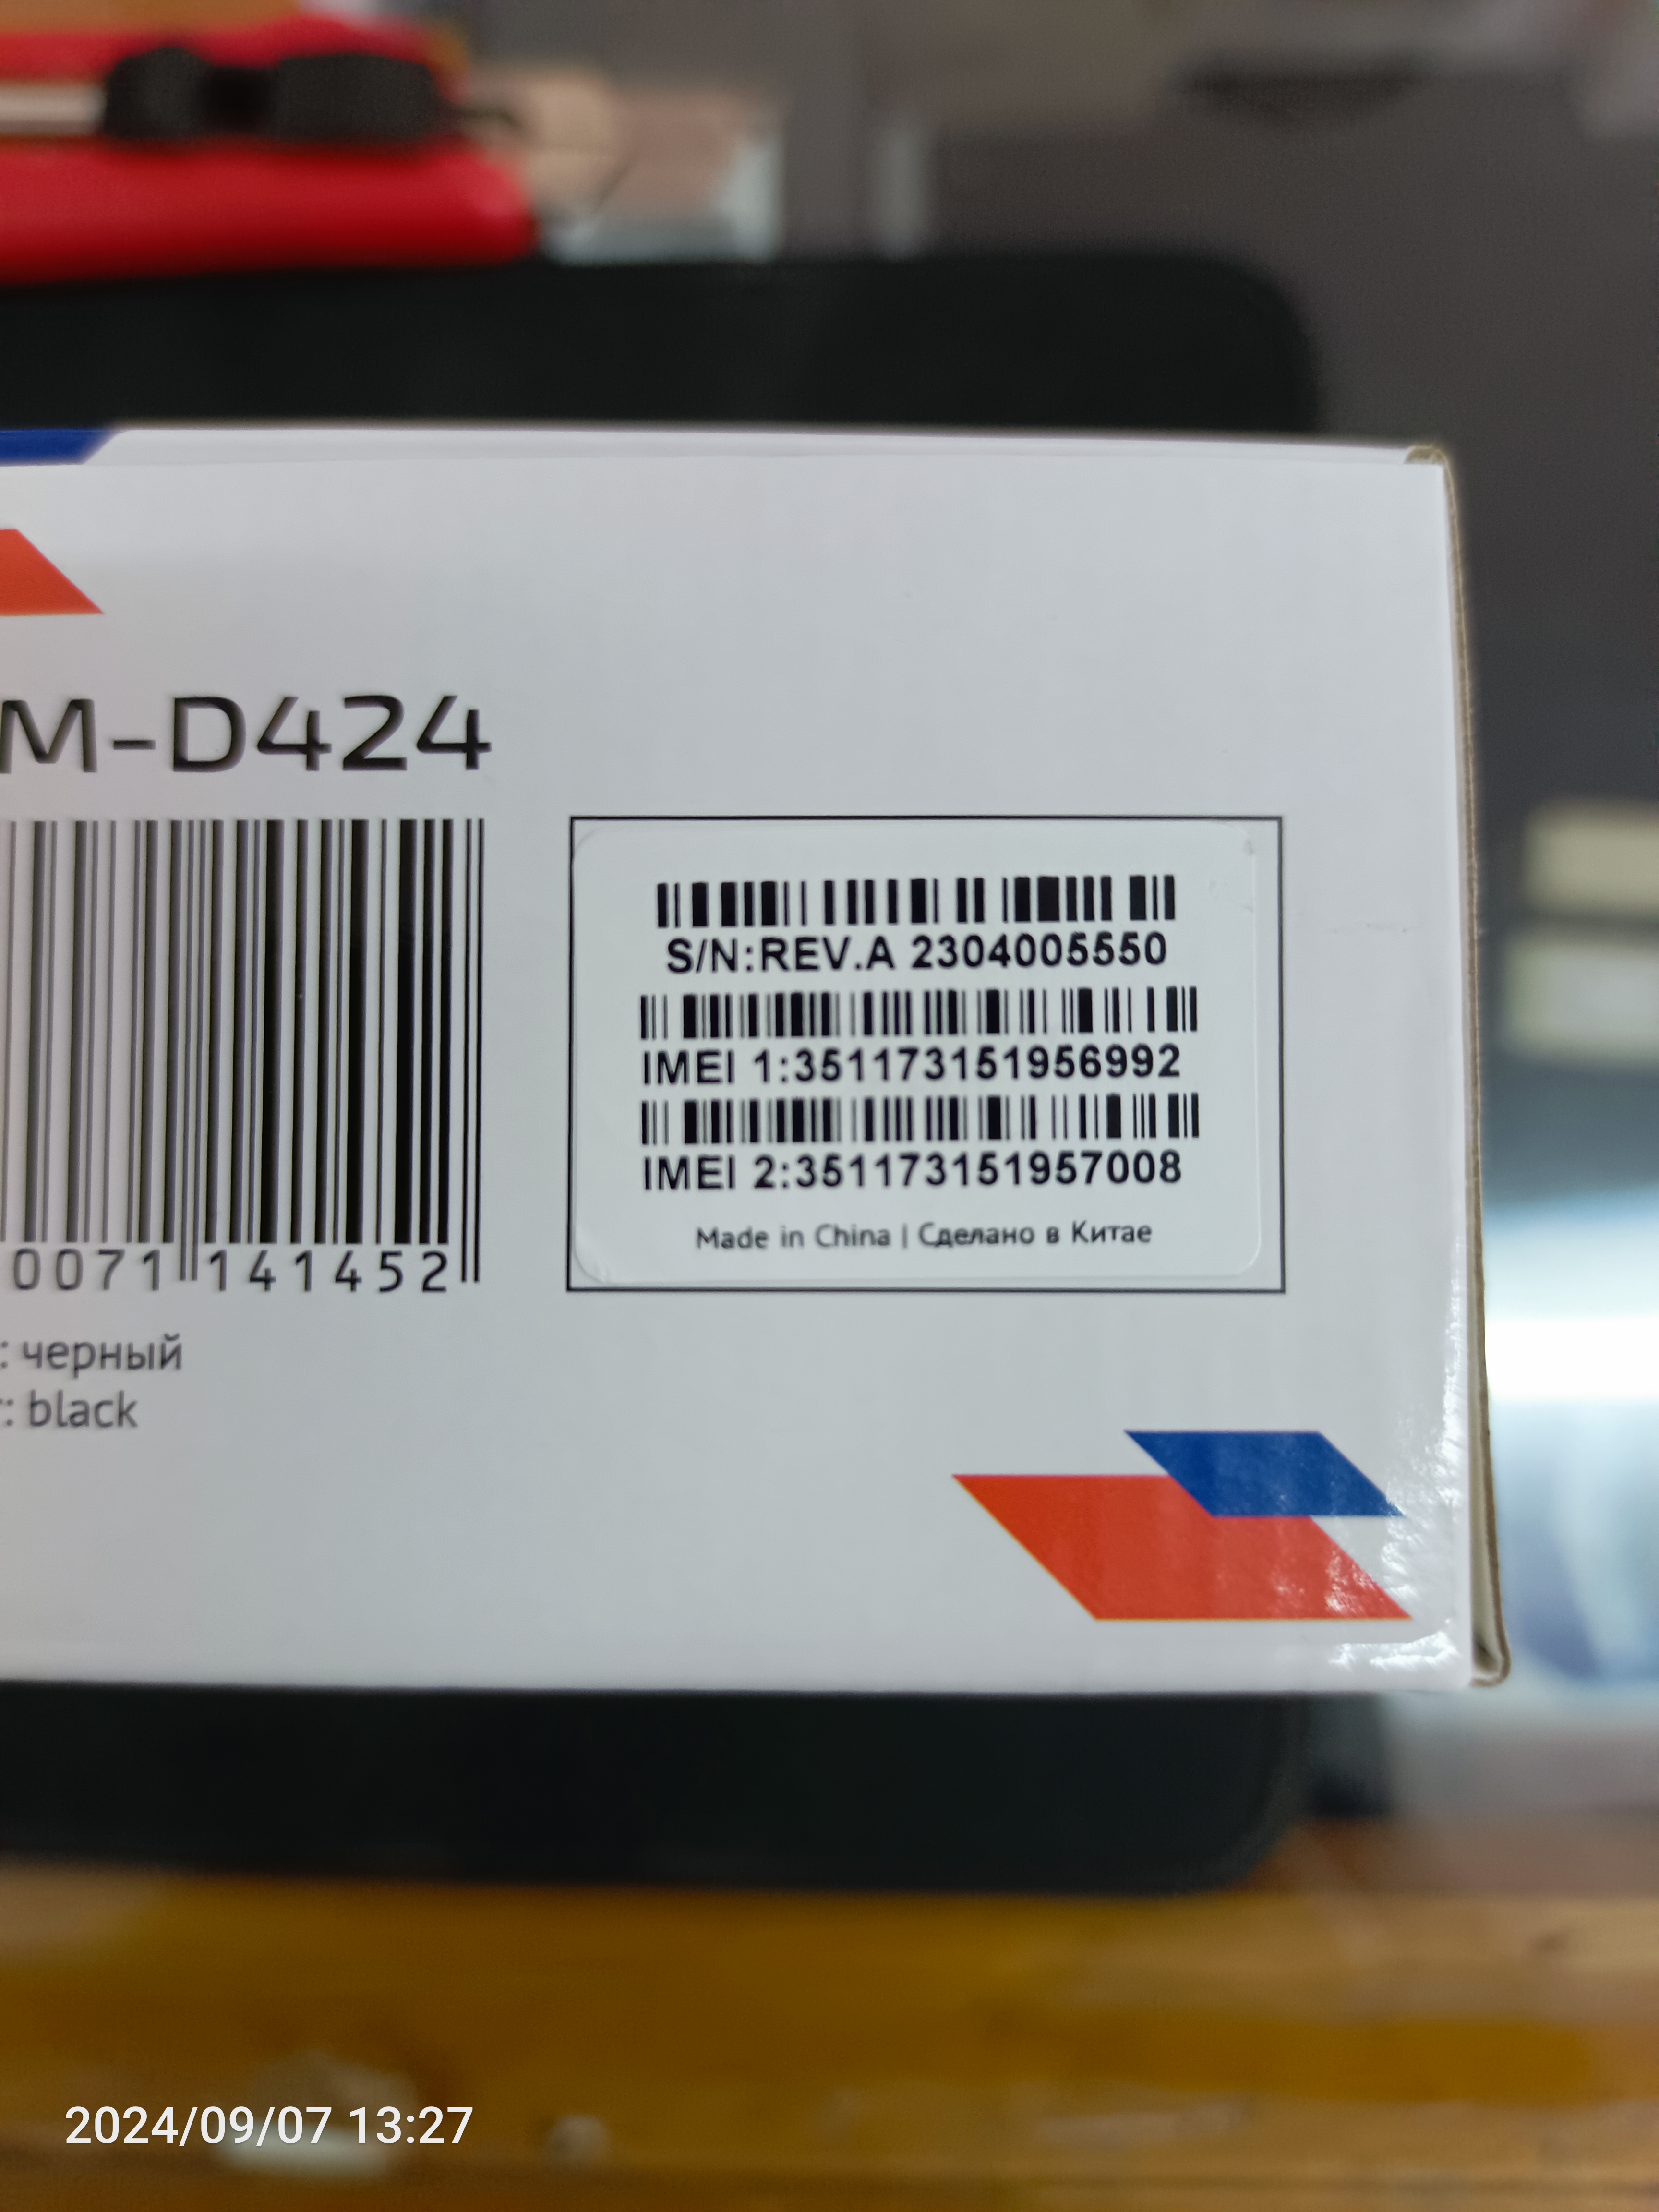 M-D424
S/N:REV.A 2304005550
IMEI 1:351173151956992
IMEI 2:351173151957008
Made in China | Сделано в Китае
0071 141452
: черный
: black
2024/09/07 13:27